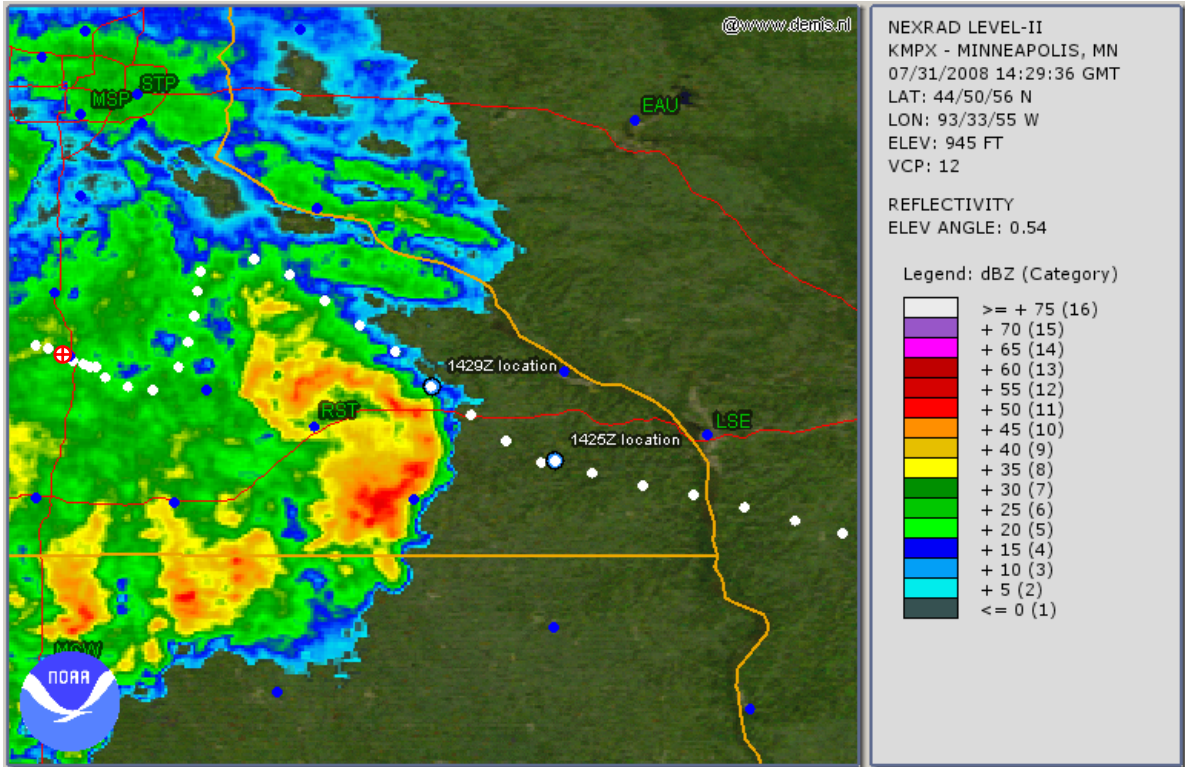 @www.demis.nl
STP
MSP
EAU
1429Z location
RST
LSE
1425Z location
MCW
NOAA
NEXRAD LEVEL-II
KMPX - MINNEAPOLIS, MN
07/31/2008 14:29:36 GMT
LAT: 44/50/56 N
LON: 93/33/55 W
ELEV: 945 FT
VCP: 12
REFLECTIVITY
ELEV ANGLE: 0.54
Legend: dBZ (Category)
>= + 75 (16)
+ 70 (15)
+ 65 (14)
+ 60 (13)
+ 55 (12)
+ 50 (11)
+ 45 (10)
+ 40 (9)
+ 35 (8)
+ 30 (7)
+ 25 (6)
+ 20 (5)
+ 15 (4)
+ 10 (3)
+ 5 (2)
<= 0 (1)